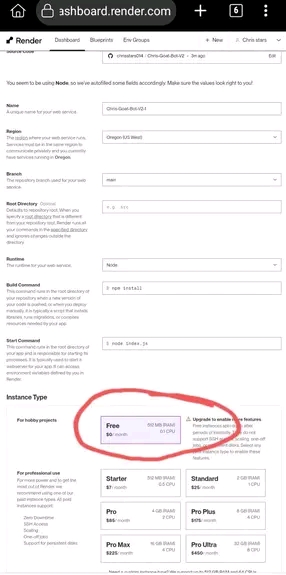 ashboard.render.com
6
Render
Dashboard
Blueprints
Env Groups
+ New
Chris stars
Source Code
chrisstars014 / Chris-Goat-Bot-V2
Edit
You seem to be using Node, so we've autofilled some fields accordingly. Make sure the values look right to you!
Name
A unique name for your web service.
Chris-Goat-Bot-V2-1
Region
The region where your web service runs.
Services must be in the same region to
communicate privately and you currently
have services running in Oregon.
Oregon (US West)
Branch
The repository branch used for your web
service.
main
Root Directory Optional
Defaults to repository root. When you
specify a root directory that is different
from your repository root, Render runs all
your commands in the specified directory
and ignores changes outside the
directory.
e.g. src
Runtime
The runtime for your web service.
Node
Build Command
This command runs in the root directory of
your repository when a new version of
your code is pushed, or when you deploy
manually. It is typically a script that installs
libraries, runs migrations, or compiles
resources needed by your app.
$ npm install
Start Command
This command runs in the root directory of
your app and is responsible for starting its
processes. It is typically used to start a
webserver for your app. It can access
environment variables defined by you in
Render.
$ node index.js
Instance Type
For hobby projects
Free
$0 / month
512 MB (RAM)
0.1 CPU
Upgrade to enable more features
Free instances spin down after
periods of inactivity. They do not
support SSH access, scaling, one-off
jobs, or persistent disks. Select any
paid instance type to enable these
features.
For professional use
For more power and to get the
most out of Render, we
recommend using one of our
paid instance types. All paid
instances support:
Zero Downtime
SSH Access
Scaling
One-off jobs
Support for persistent disks
Starter
$7 / month
512 MB (RAM)
0.5 CPU
Standard
$25 / month
2 GB (RAM)
1 CPU
Pro
$85 / month
4 GB (RAM)
2 CPU
Pro Plus
$175 / month
8 GB (RAM)
4 CPU
Pro Max
$225 / month
16 GB (RAM)
4 CPU
Pro Ultra
$450 / month
32 GB (RAM)
8 CPU